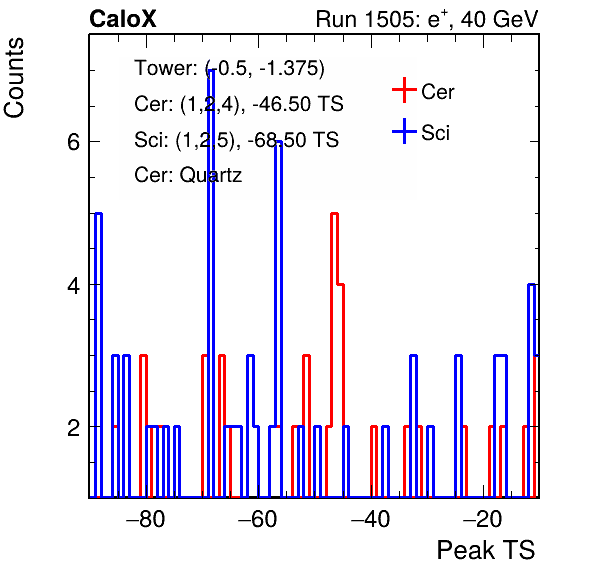 CaloX Run 1505: e+, 40 GeV
Counts
Tower: (-0.5, -1.375)
Cer: (1,2,4), -46.50 TS
Sci: (1,2,5), -68.50 TS
Cer: Quartz
Cer
Sci
6
4
2
−80 −60 −40 −20
Peak TS